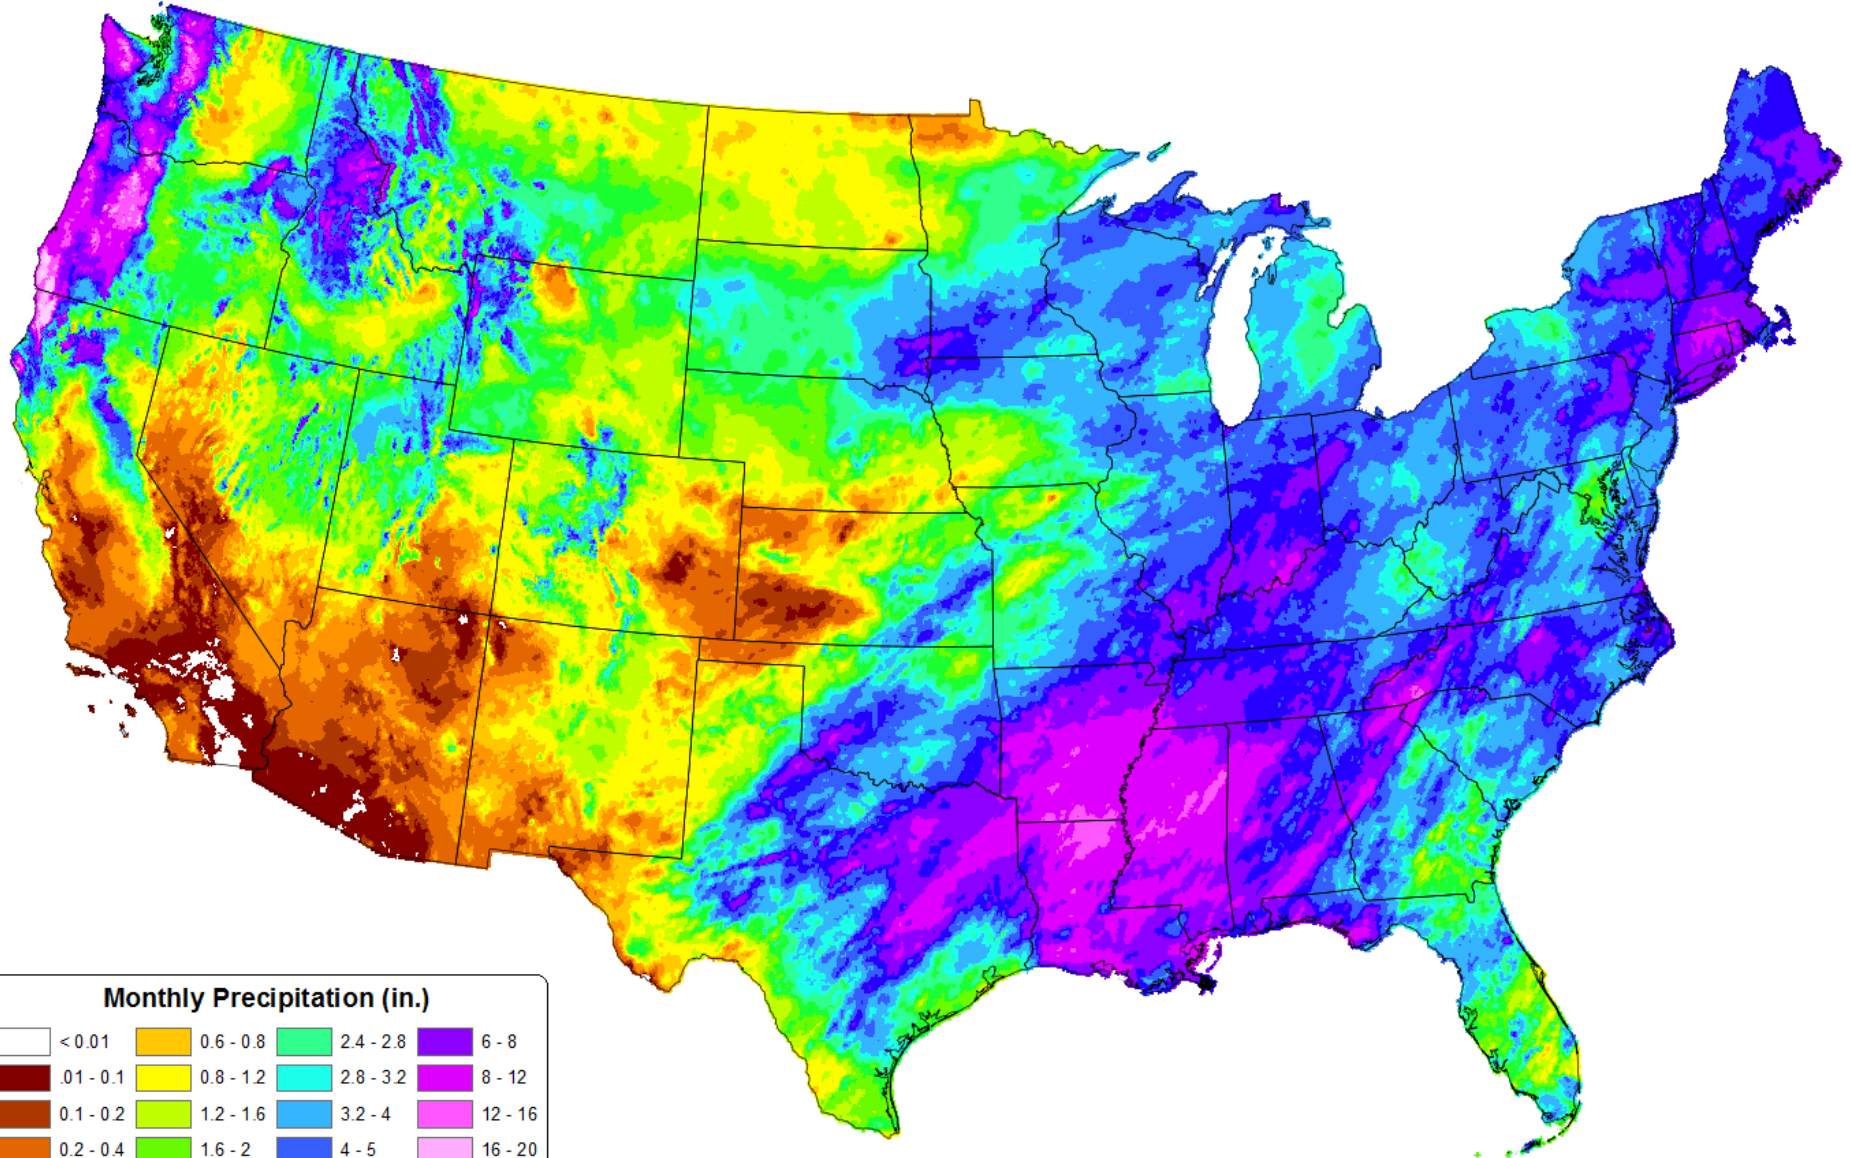 Monthly Precipitation (in.)
< 0.01 0.6 - 0.8 2.4 - 2.8 6 - 8
.01 - 0.1 0.8 - 1.2 2.8 - 3.2 8 - 12
0.1 - 0.2 1.2 - 1.6 3.2 - 4 12 - 16
0.2 - 0.4 1.6 - 2 4 - 5 16 - 20